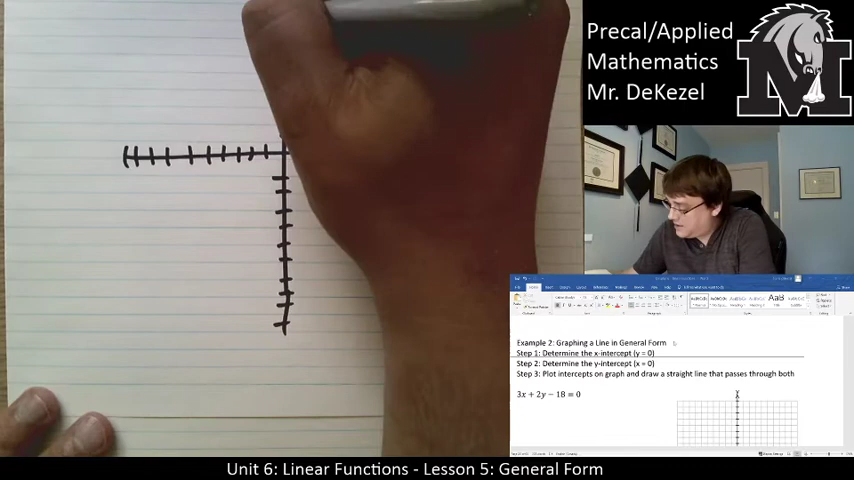 Precal/Applied
Mathematics
Mr. DeKezel
M
Example 2: Graphing a Line in General Form
Step 1: Determine the x-intercept (y = 0)
Step 2: Determine the y-intercept (x = 0)
Step 3: Plot intercepts on graph and draw a straight line that passes through both
3x + 2y − 18 = 0
Unit 6: Linear Functions - Lesson 5: General Form